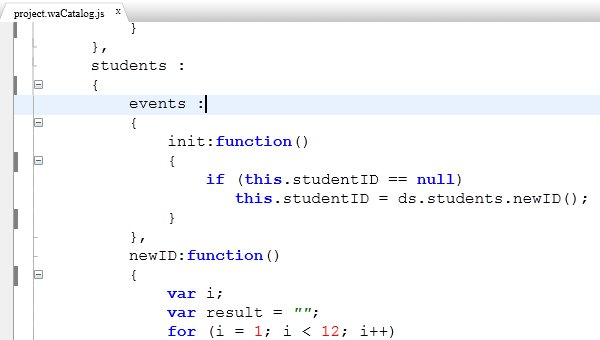 project.waCatalog.js x
}
},
students :
{
events :
{
init:function()
{
if (this.studentID == null)
this.studentID = ds.students.newID();
}
},
newID:function()
{
var i;
var result = "";
for (i = 1; i < 12; i++)